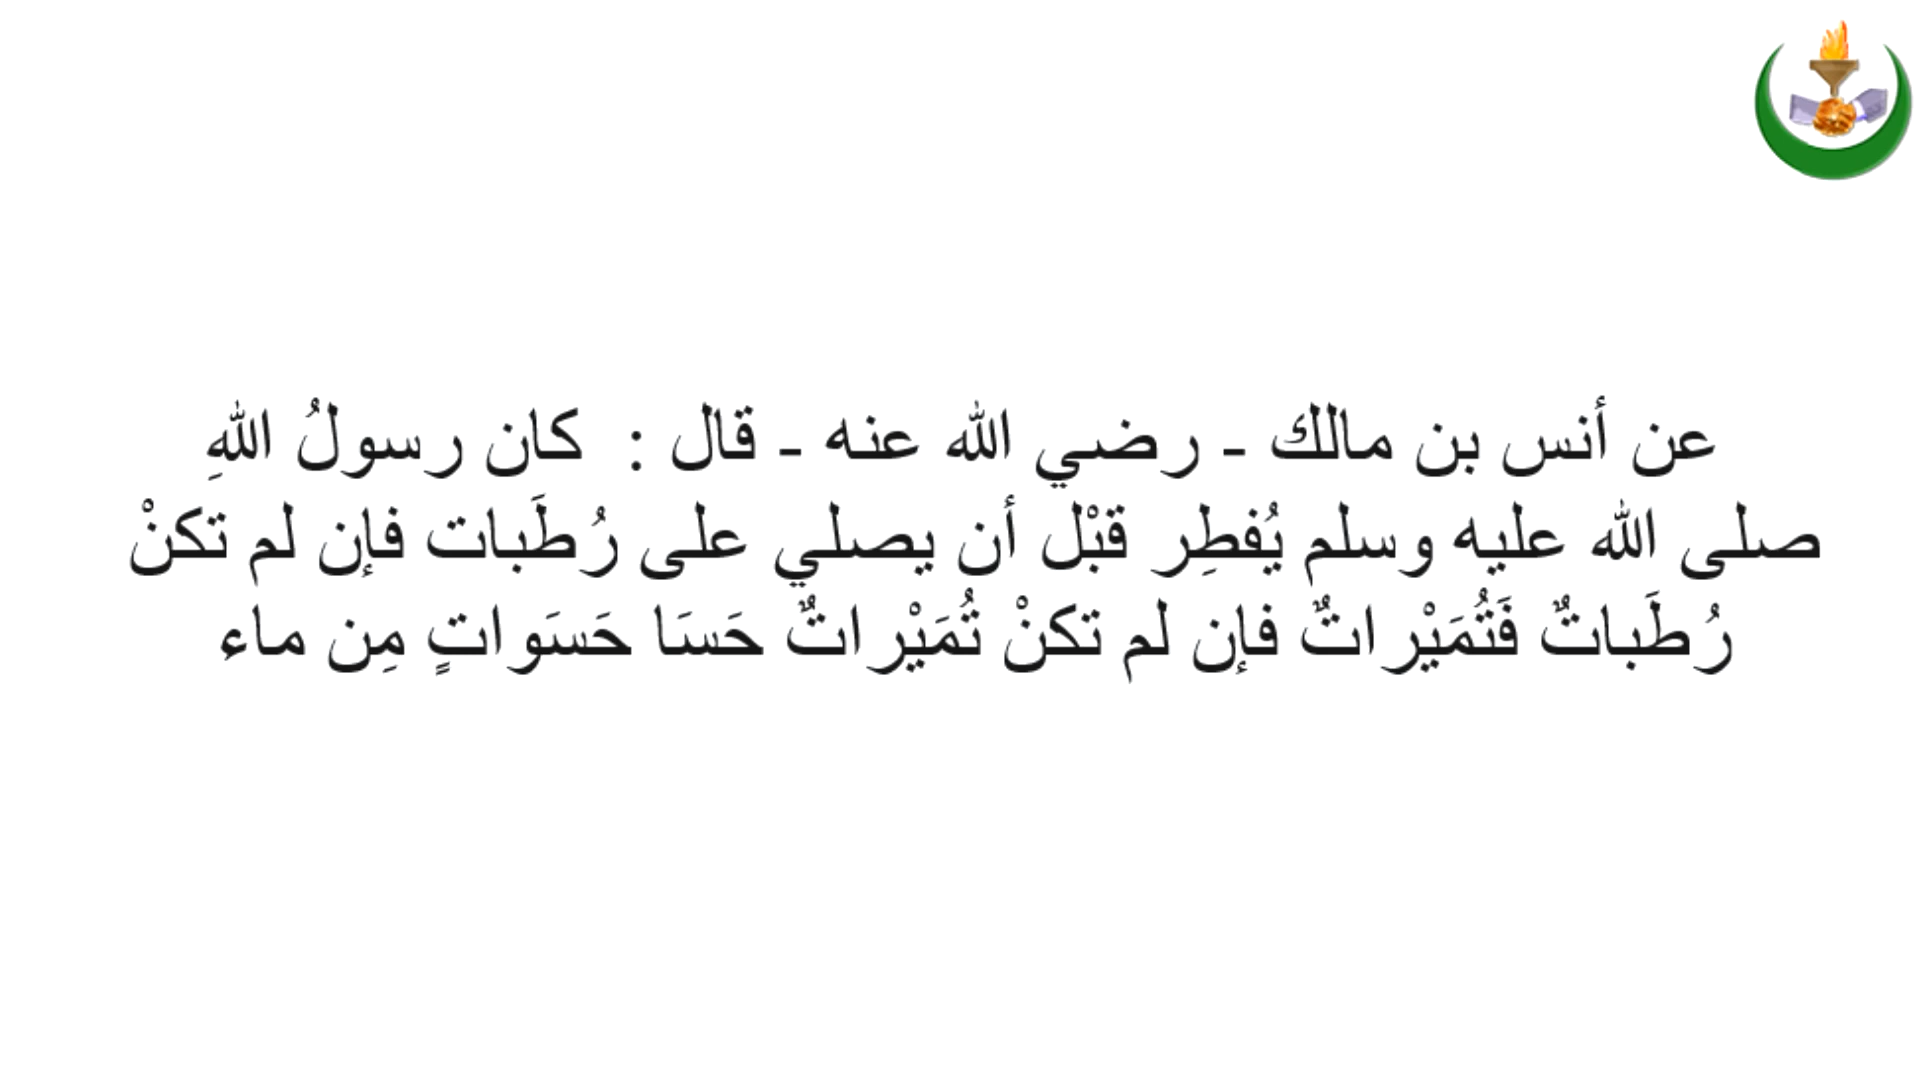 عن أنس بن مالك - رضي الله عنه - قال : كان رسولُ اللهِ
صلى الله عليه وسلم يُفطِر قبْل أن يصلي على رُطَبات فإن لم تكنْ
رُطَباتٌ فَتُمَيْراتٌ فإن لم تكنْ تُمَيْراتٌ حَسَا حَسَواتٍ مِن ماء